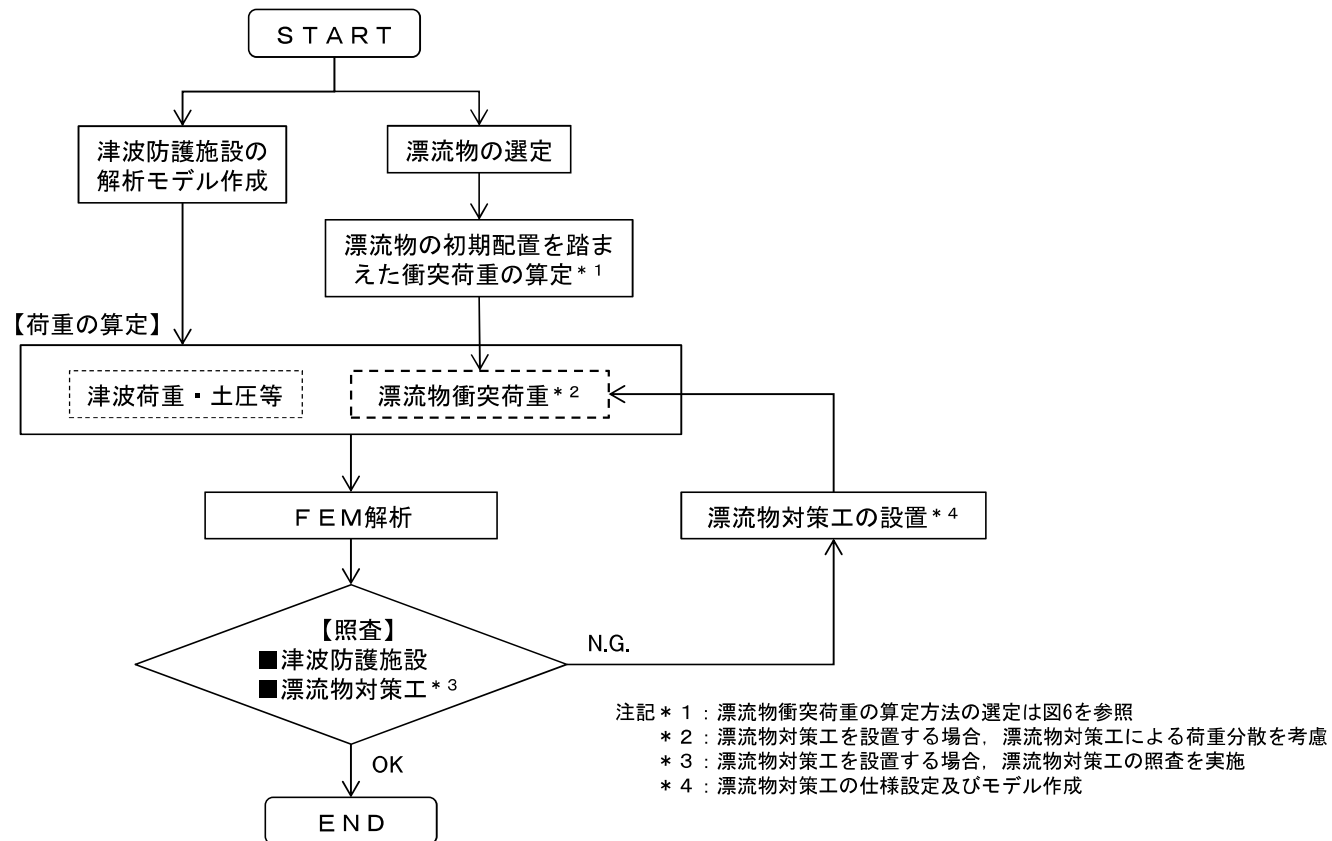 ＳＴＡＲＴ
津波防護施設の
解析モデル作成
漂流物の選定
漂流物の初期配置を踏ま
えた衝突荷重の算定＊１
【荷重の算定】
津波荷重・土圧等
漂流物衝突荷重＊２
ＦＥＭ解析
漂流物対策工の設置＊４
【照査】
■津波防護施設
■漂流物対策工＊３
N.G.
OK
ＥＮＤ
注記＊１：漂流物衝突荷重の算定方法の選定は図6を参照
＊２：漂流物対策工を設置する場合，漂流物対策工による荷重分散を考慮
＊３：漂流物対策工を設置する場合，漂流物対策工の照査を実施
＊４：漂流物対策工の仕様設定及びモデル作成